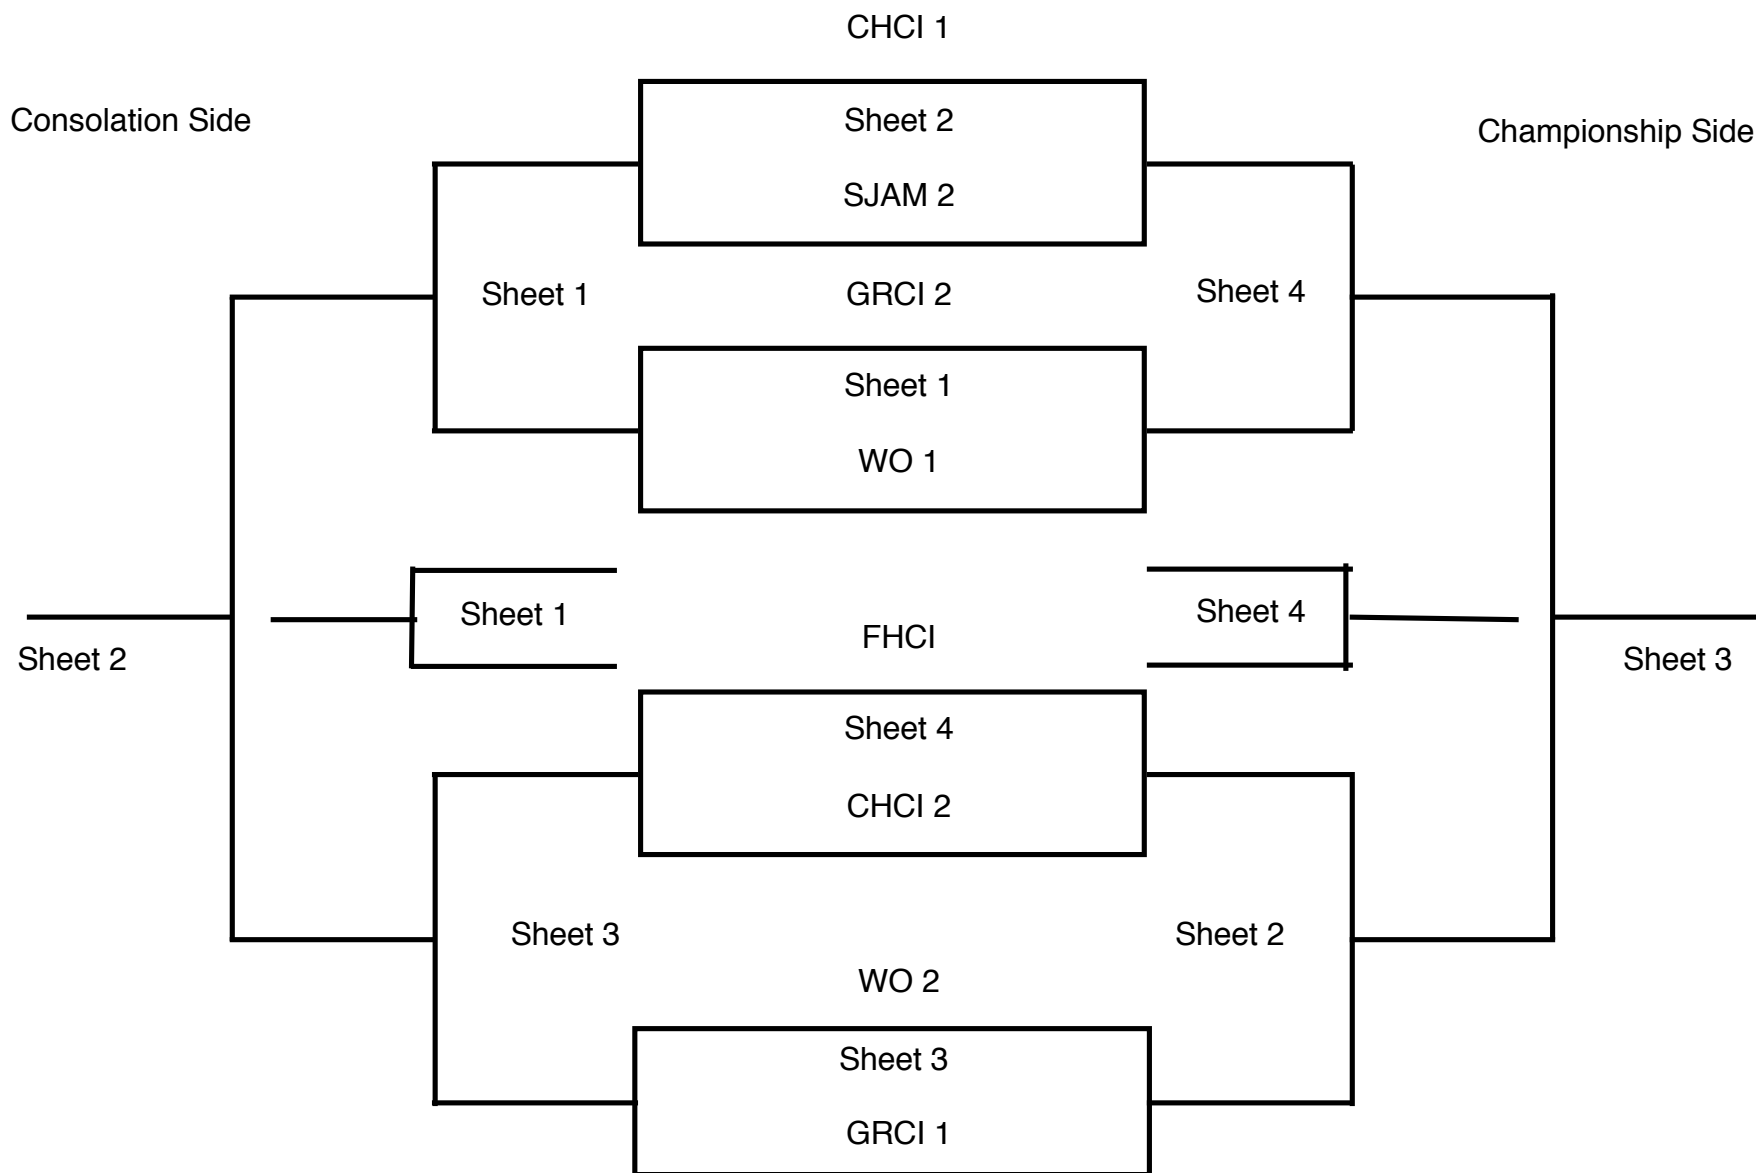 CHCI 1
Consolation Side
Sheet 2
Championship Side
SJAM 2
Sheet 1
GRCI 2
Sheet 4
Sheet 1
WO 1
Sheet 1
Sheet 4
FHCI
Sheet 2
Sheet 3
Sheet 4
CHCI 2
Sheet 3
Sheet 2
WO 2
Sheet 3
GRCI 1